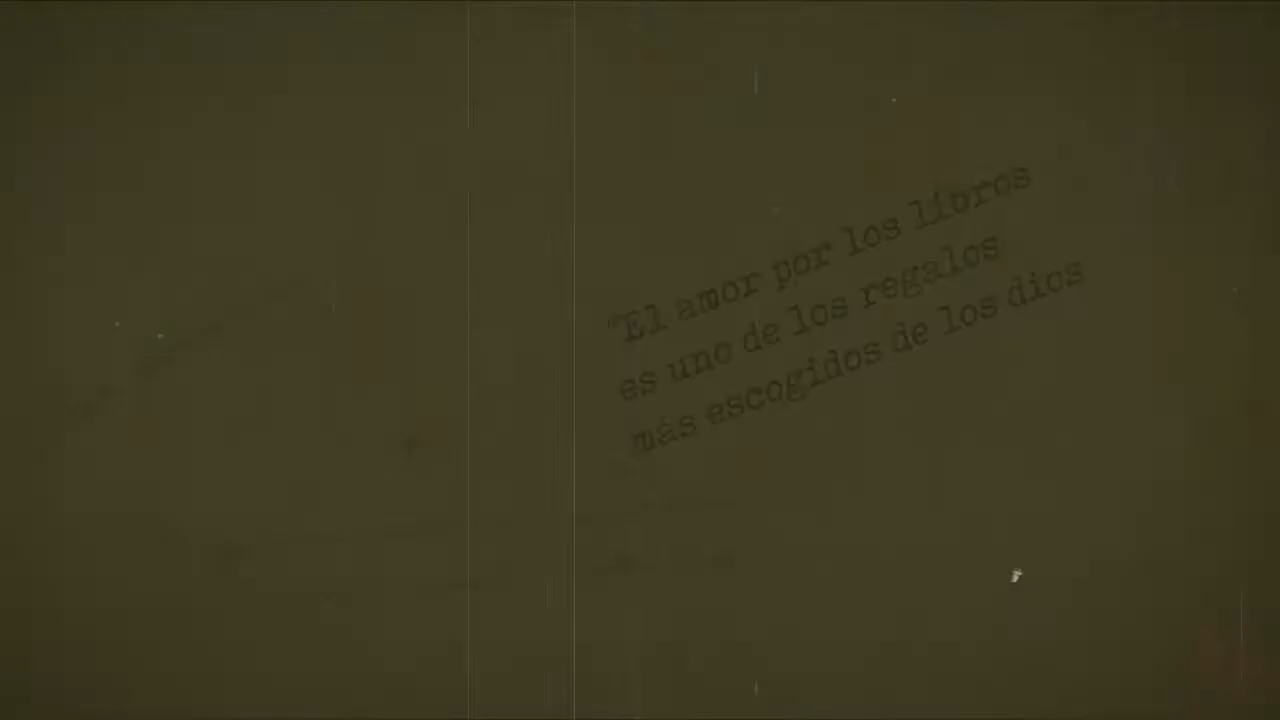 "El amor por los libros
es uno de los regalos
más escogidos de los dios